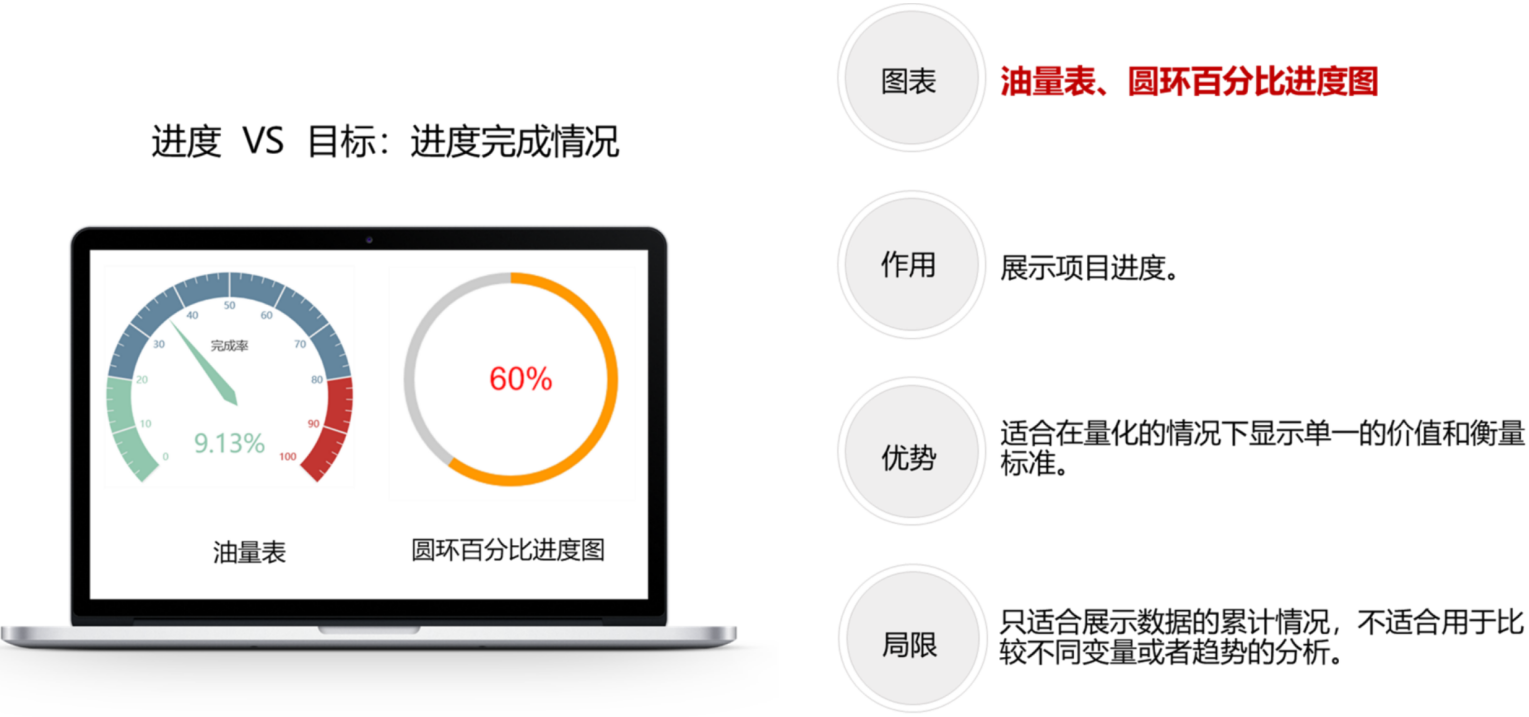 进度 VS 目标：进度完成情况
50
40
60
30
完成率
70
20
80
10
90
9.13%
0
100
60%
油量表
圆环百分比进度图
图表
油量表、圆环百分比进度图
作用
展示项目进度。
优势
适合在量化的情况下显示单一的价值和衡量
标准。
局限
只适合展示数据的累计情况，不适合用于比
较不同变量或者趋势的分析。